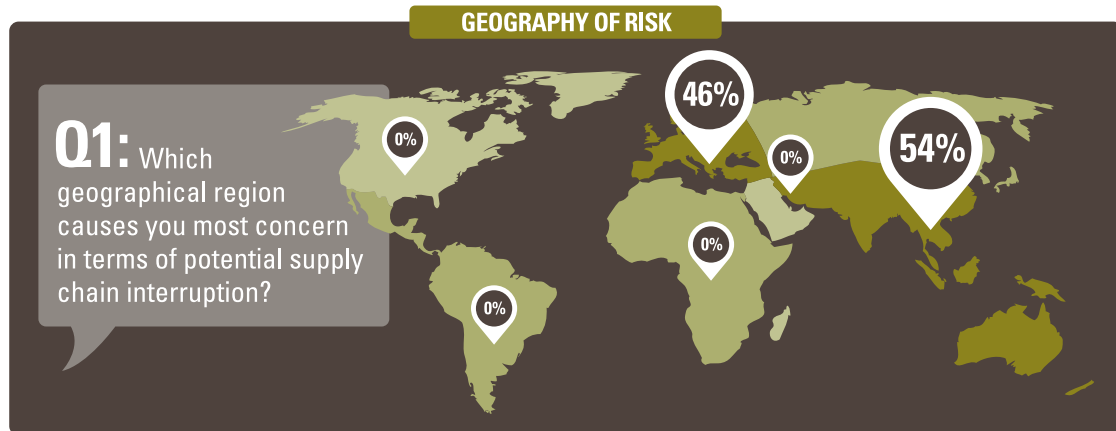 GEOGRAPHY OF RISK
Q1: Which
geographical region
causes you most concern
in terms of potential supply
chain interruption?
0%
46%
0%
54%
0%
0%